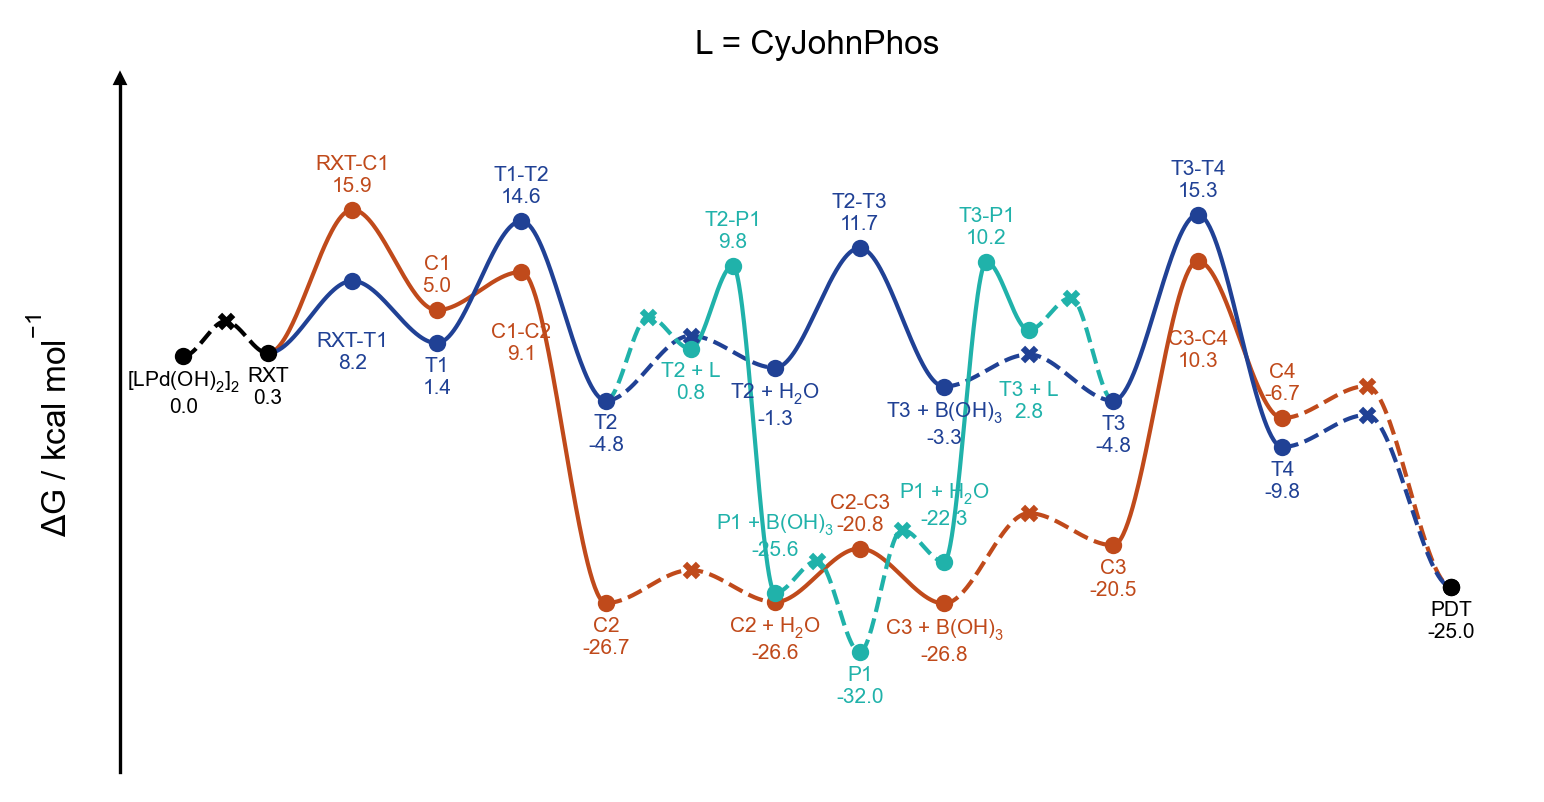 L = CyJohnPhos
ΔG / kcal mol⁻¹
[LPd(OH)₂]₂
0.0
RXT
0.3
RXT-C1
15.9
RXT-T1
8.2
C1
5.0
T1
1.4
T1-T2
14.6
C1-C2
9.1
T2
-4.8
C2
-26.7
T2 + L
0.8
T2-P1
9.8
T2 + H₂O
-1.3
P1 + B(OH)₃
-25.6
C2 + H₂O
-26.6
T2-T3
11.7
C2-C3
-20.8
P1
-32.0
T3 + B(OH)₃
-3.3
P1 + H₂O
-22.3
C3 + B(OH)₃
-26.8
T3-P1
10.2
T3 + L
2.8
T3
-4.8
C3
-20.5
T3-T4
15.3
C3-C4
10.3
C4
-6.7
T4
-9.8
PDT
-25.0